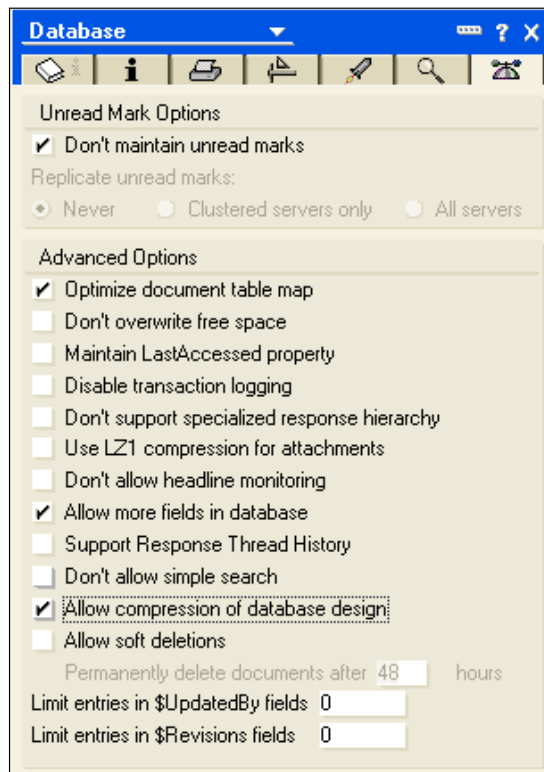 Database ? X
i
Unread Mark Options
Don't maintain unread marks
Replicate unread marks:
Never Clustered servers only All servers
Advanced Options
Optimize document table map
Don't overwrite free space
Maintain LastAccessed property
Disable transaction logging
Don't support specialized response hierarchy
Use LZ1 compression for attachments
Don't allow headline monitoring
Allow more fields in database
Support Response Thread History
Don't allow simple search
Allow compression of database design
Allow soft deletions
Permanently delete documents after 48 hours
Limit entries in $UpdatedBy fields 0
Limit entries in $Revisions fields 0